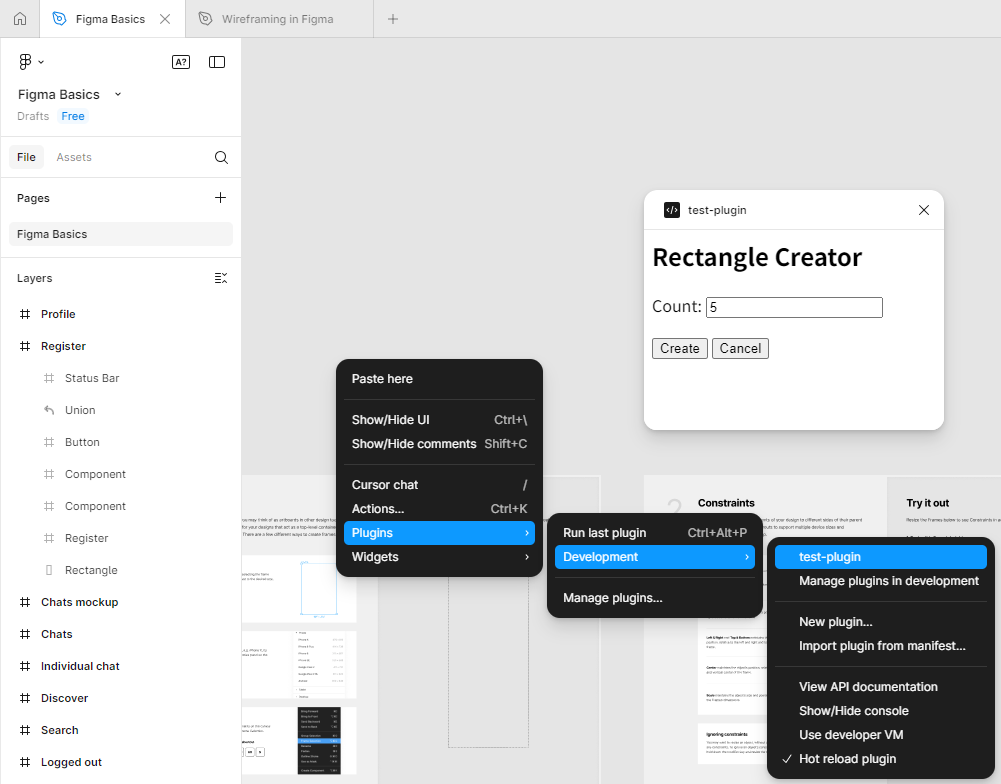 Figma Basics
Wireframing in Figma
A?
Figma Basics
Drafts Free
File Assets
Pages
Figma Basics
Layers
Profile
Register
Status Bar
Union
Button
Component
Component
Register
Rectangle
Chats mockup
Chats
Individual chat
Discover
Search
Logged out
test-plugin
Rectangle Creator
Count: 5
Create Cancel
Paste here
Show/Hide UI Ctrl+\
Show/Hide comments Shift+C
Cursor chat /
Actions... Ctrl+K
Plugins
Widgets
Run last plugin Ctrl+Alt+P
Development
Manage plugins...
test-plugin
Manage plugins in development
New plugin...
Import plugin from manifest...
View API documentation
Show/Hide console
Use developer VM
Hot reload plugin
Constraints
Try it out
Ignoring constraints